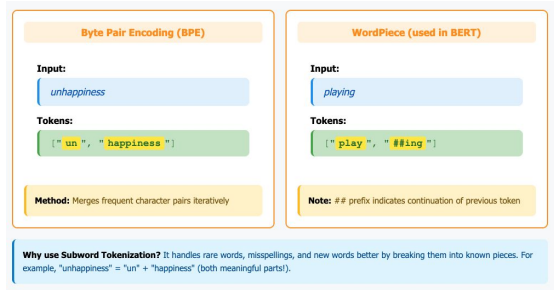 Byte Pair Encoding (BPE)
Input:
unhappiness
Tokens:
["un", "happiness"]
Method: Merges frequent character pairs iteratively
WordPiece (used in BERT)
Input:
playing
Tokens:
["play", "##ing"]
Note: ## prefix indicates continuation of previous token
Why use Subword Tokenization? It handles rare words, misspellings, and new words better by breaking them into known pieces. For
example, "unhappiness" = "un" + "happiness" (both meaningful parts!).